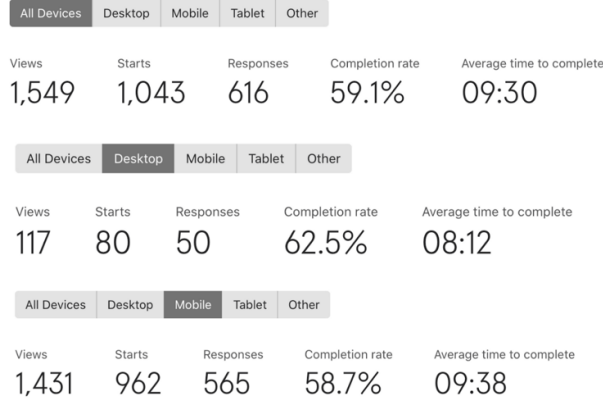 All Devices Desktop Mobile Tablet Other
Views Starts Responses Completion rate Average time to complete
1,549 1,043 616 59.1% 09:30
All Devices Desktop Mobile Tablet Other
Views Starts Responses Completion rate Average time to complete
117 80 50 62.5% 08:12
All Devices Desktop Mobile Tablet Other
Views Starts Responses Completion rate Average time to complete
1,431 962 565 58.7% 09:38